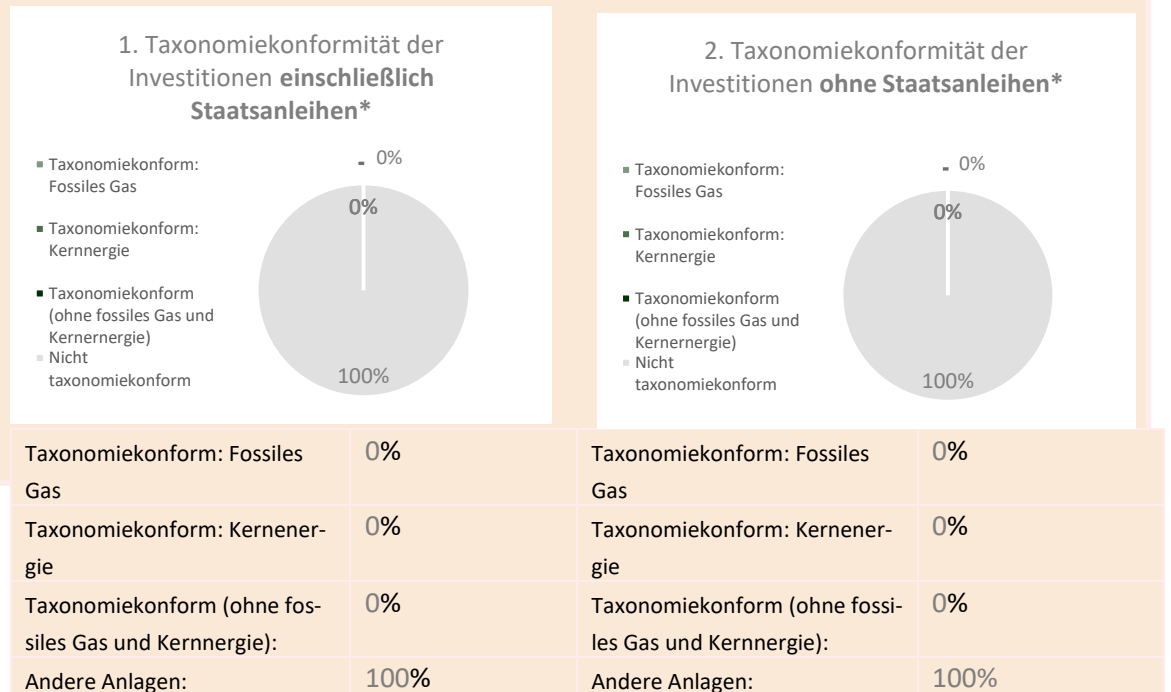 1. Taxonomiekonformität der
Investitionen einschließlich
Staatsanleihen*
Taxonomiekonform:
Fossiles Gas
Taxonomiekonform:
Kernnergie
Taxonomiekonform
(ohne fossiles Gas und
Kernernergie)
Nicht
taxonomiekonform
- 0%
0%
100%
2. Taxonomiekonformität der
Investitionen ohne Staatsanleihen*
Taxonomiekonform:
Fossiles Gas
Taxonomiekonform:
Kernnergie
Taxonomiekonform
(ohne fossiles Gas und
Kernernergie)
Nicht
taxonomiekonform
- 0%
0%
100%
Taxonomiekonform: Fossiles
Gas
0%
Taxonomiekonform: Fossiles
Gas
0%
Taxonomiekonform: Kernener-
gie
0%
Taxonomiekonform: Kernener-
gie
0%
Taxonomiekonform (ohne fos-
siles Gas und Kernnergie):
0%
Taxonomiekonform (ohne fossi-
les Gas und Kernnergie):
0%
Andere Anlagen:
100%
Andere Anlagen:
100%